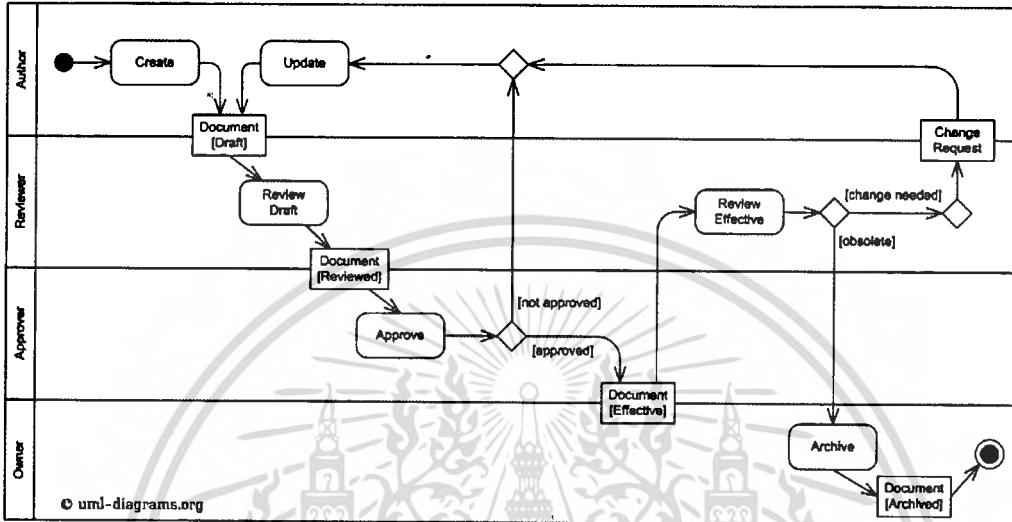 Author
Create
Update
Document
[Draft]
Change
Request
Reviewer
Review
Draft
Review
Effective
[change needed]
[obsolete]
Document
[Reviewed]
Approver
[not approved]
Approve
[approved]
Document
[Effective]
Owner
Archive
Document
[Archived]
© uml-diagrams.org